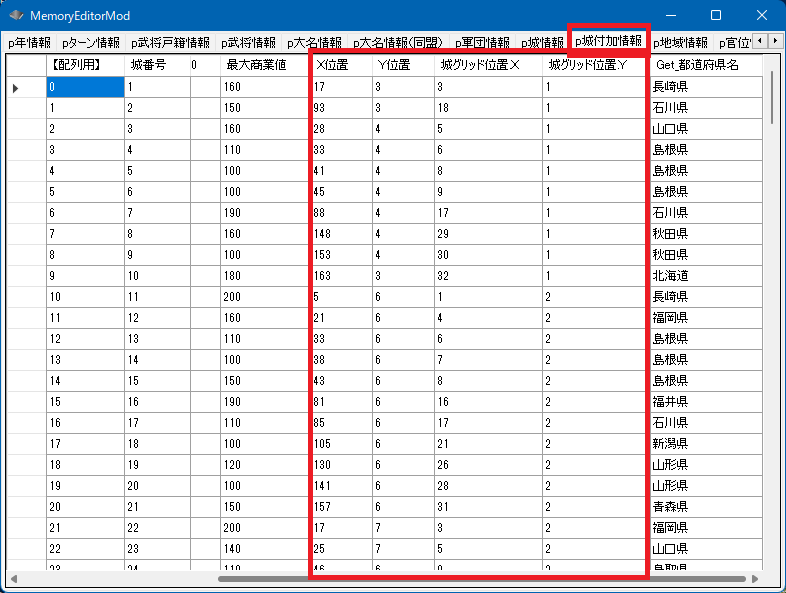 MemoryEditorMod
p年情報 pターン情報 p武将戸籍情報 p武将情報 p大名情報 p大名情報(同盟) p軍団情報 p城情報 p城付加情報 p地域情報 p官位
【配列用】 城番号 0 最大商業値 X位置 Y位置 城グリッド位置X 城グリッド位置Y Get_都道府県名
0 1 160 17 3 3 1 長崎県
1 2 150 93 3 18 1 石川県
2 3 160 28 4 5 1 山口県
3 4 110 33 4 6 1 島根県
4 5 100 41 4 8 1 島根県
5 6 100 45 4 9 1 島根県
6 7 190 88 4 17 1 石川県
7 8 160 148 4 29 1 秋田県
8 9 100 153 4 30 1 秋田県
9 10 180 163 3 32 1 北海道
10 11 200 5 6 1 2 長崎県
11 12 160 21 6 4 2 福岡県
12 13 110 33 6 6 2 島根県
13 14 100 38 6 7 2 島根県
14 15 150 43 6 8 2 島根県
15 16 190 81 6 16 2 福井県
16 17 110 85 6 17 2 石川県
17 18 100 105 6 21 2 新潟県
18 19 120 130 6 26 2 山形県
19 20 100 141 6 28 2 山形県
20 21 150 157 6 31 2 青森県
21 22 200 17 7 3 2 福岡県
22 23 140 25 7 5 2 山口県
23 24 110 46 6 9 2 鳥取県